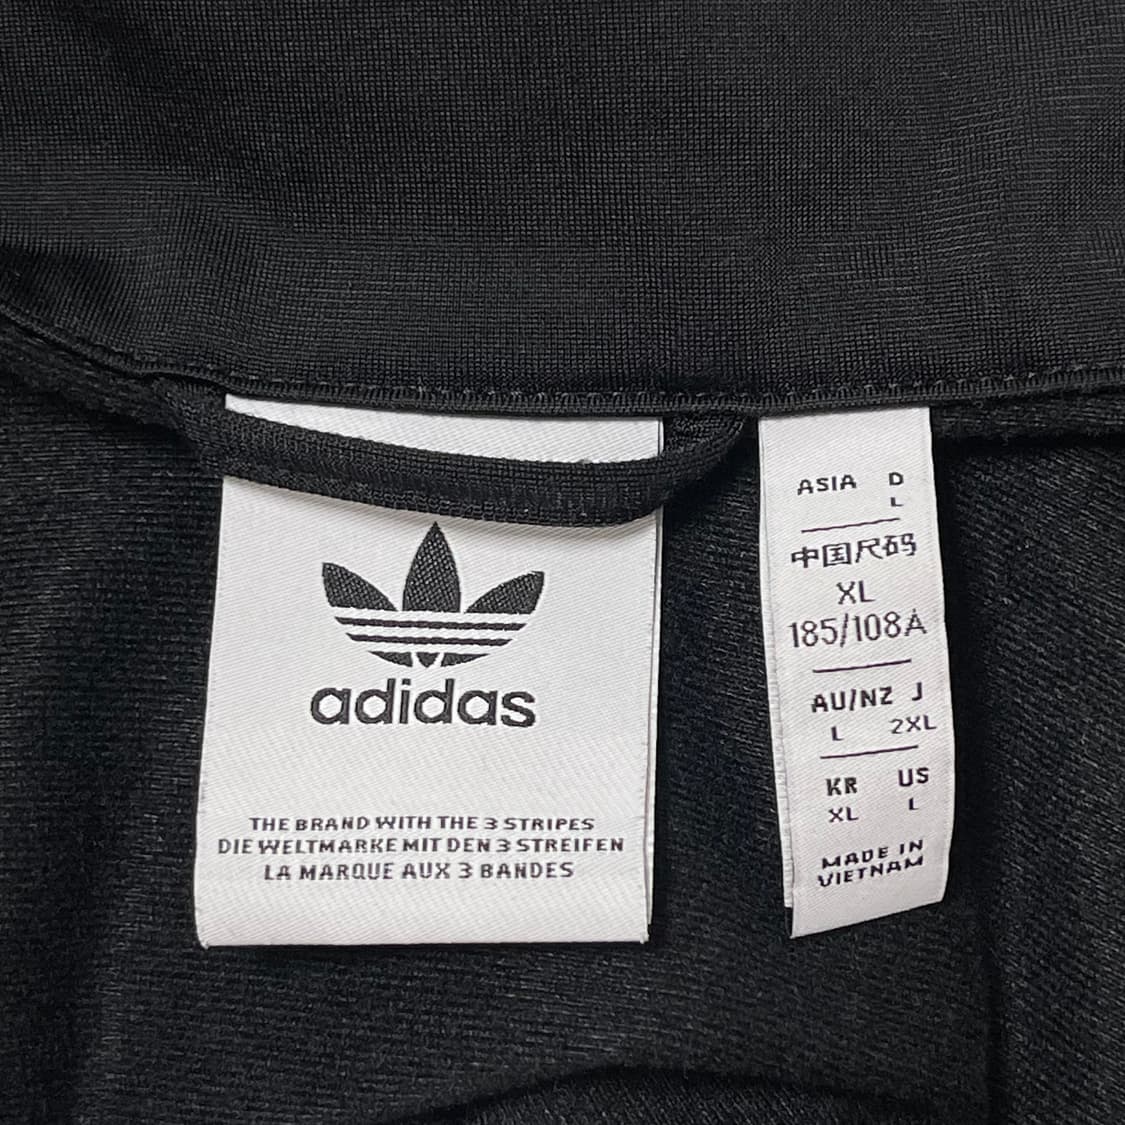 adidas
THE BRAND WITH THE 3 STRIPES
DIE WELTMARKE MIT DEN 3 STREIFEN
LA MARQUE AUX 3 BANDES
ASIA D
L
中国尺码
XL
185/108A
AU/NZ J
L 2XL
KR US
XL L
MADE IN
VIETNAM